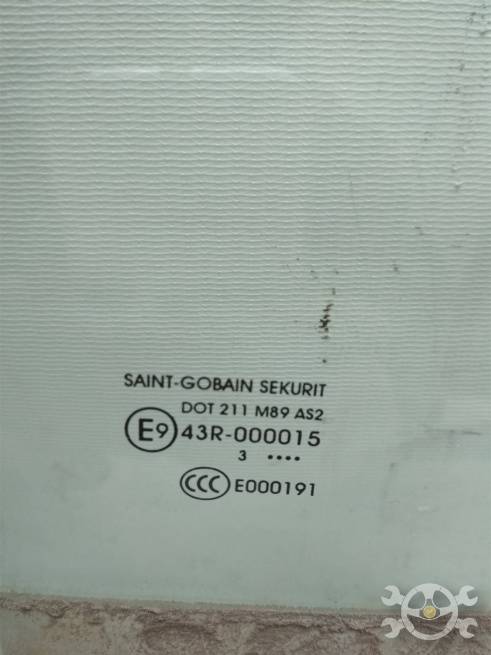 SAINT-GOBAIN SEKURIT
DOT 211 M89 AS2
E9 43R-000015
3 ••••
CCC E000191